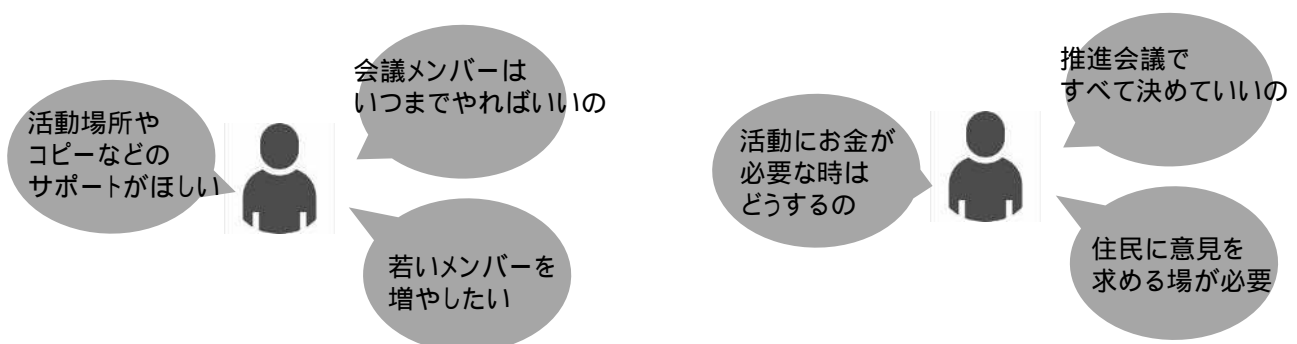 活動場所や
コピーなどの
サポートがほしい
会議メンバーは
いつまでやればいいの
若いメンバーを
増やしたい
活動にお金が
必要な時は
どうするの
推進会議で
すべて決めていいの
住民に意見を
求める場が必要